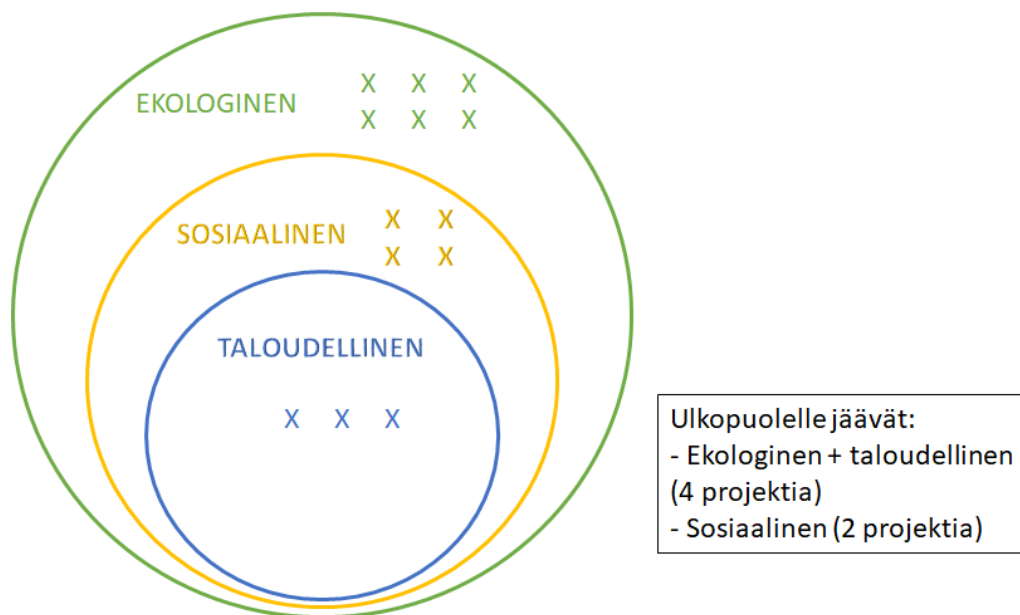 X X X
EKOLOGINEN
X X X
X X
SOSIAALINEN
X X
TALOUDELLINEN
X X X
Ulkopuolelle jäävät:
- Ekologinen + taloudellinen
(4 projektia)
- Sosiaalinen (2 projektia)